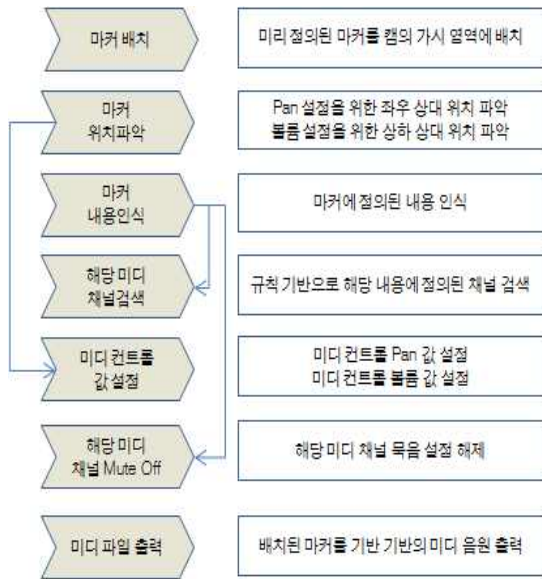 마커 배치
미리 정의된 마커를 캠의 가시 영역에 배치
마커
위치파악
Pan 설정을 위한 좌우 상대 위치 파악
볼륨 설정을 위한 상하 상대 위치 파악
마커
내용인식
마커에 정의된 내용 인식
해당 미디
채널검색
규칙 기반으로 해당 내용에 정의된 채널 검색
미디 컨트롤
값 설정
미디 컨트롤 Pan 값 설정
미디 컨트롤 볼륨 값 설정
해당 미디
채널 Mute Off
해당 미디 채널 묵음 설정 해제
미디 파일 출력
배치된 마커를 기반 기반의 미디 음원 출력